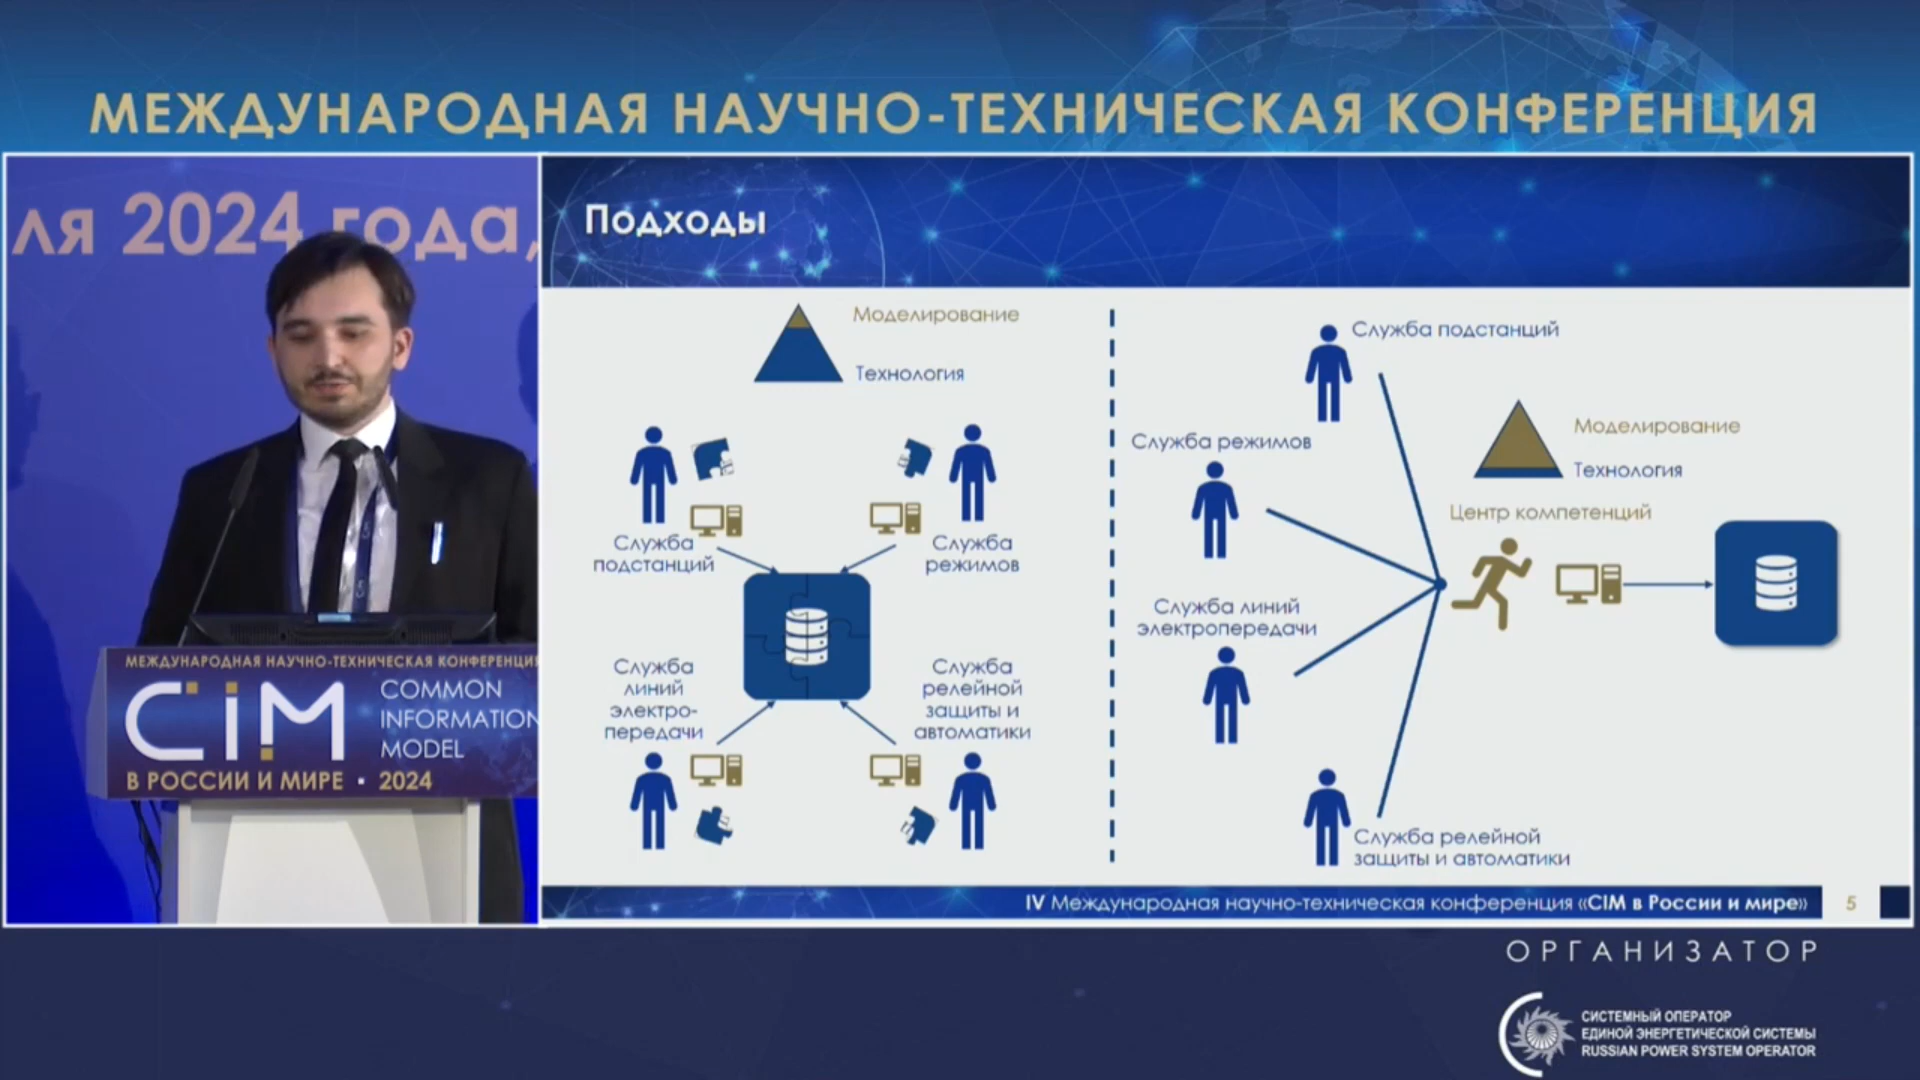 МЕЖДУНАРОДНАЯ НАУЧНО-ТЕХНИЧЕСКАЯ КОНФЕРЕНЦИЯ
ля 2024 года,
МЕЖДУНАРОДНАЯ НАУЧНО-ТЕХНИЧЕСКАЯ КОНФЕРЕНЦИЯ
CIM
COMMON
INFORMATION
MODEL
В РОССИИ И МИРЕ · 2024
Подходы
Моделирование
Технология
Служба
подстанций
Служба
режимов
Служба
линий
электро-
передачи
Служба
релейной
защиты и
автоматики
Служба подстанций
Служба режимов
Служба линий
электропередачи
Служба релейной
защиты и автоматики
Моделирование
Технология
Центр компетенций
IV Международная научно-техническая конференция «CIM в России и мире»
5
ОРГАНИЗАТОР
СИСТЕМНЫЙ ОПЕРАТОР
ЕДИНОЙ ЭНЕРГЕТИЧЕСКОЙ СИСТЕМЫ
RUSSIAN POWER SYSTEM OPERATOR